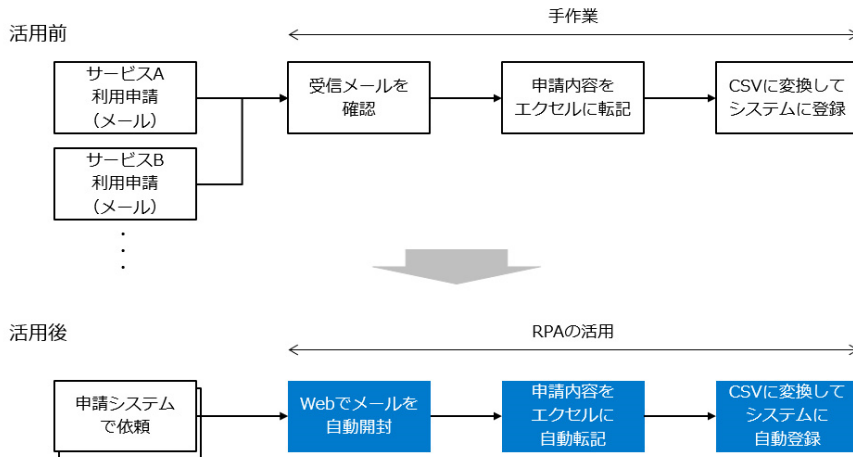 手作業
活用前
サービスA
利用申請
（メール）
受信メールを
確認
申請内容を
エクセルに転記
CSVに変換して
システムに登録
サービスB
利用申請
（メール）
・
・
・
活用後
RPAの活用
申請システム
で依頼
Webでメールを
自動開封
申請内容を
エクセルに
自動転記
CSVに変換して
システムに
自動登録